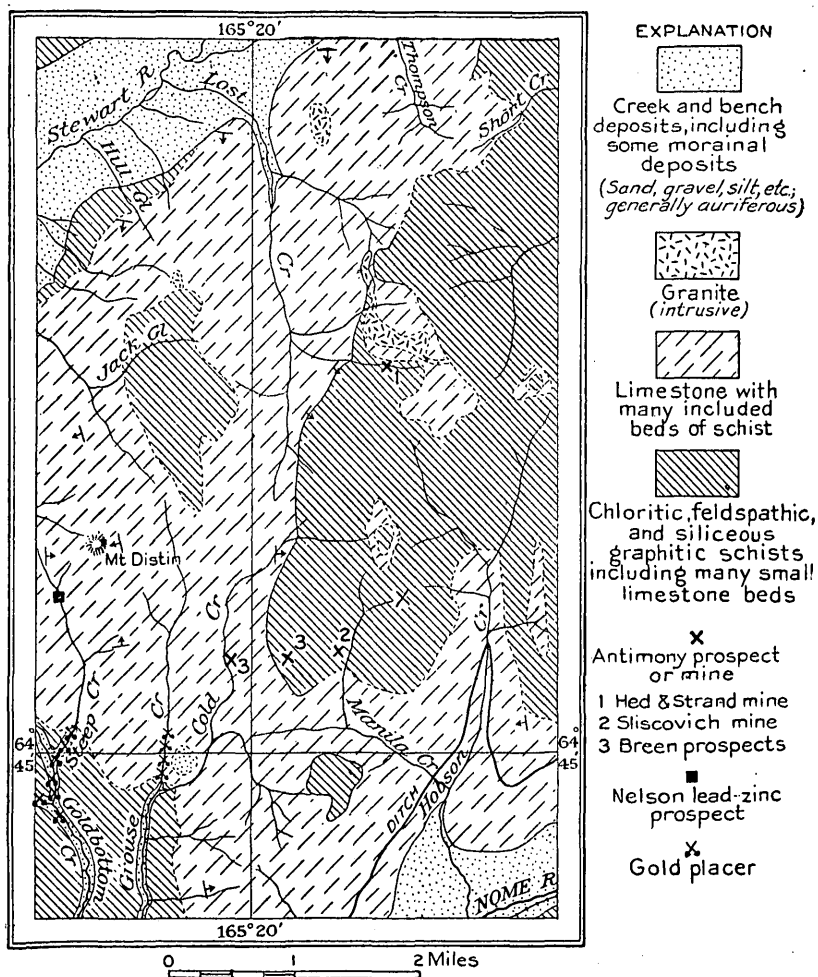 165°20′
Stewart R
Lost
Thompson
Cr
Short Cr
Hill Gl
Cr
Jack Gl
1
Mt Distin
Cr
Cr
3
3
2
Steep Cr
Cr
Cold
Manila Cr
64°
45′
64°
45′
Goldbottom
Cr
Grouse
DITCH
Hobson
NOME R
165°20′
0 1 2 Miles
EXPLANATION
Creek and bench
deposits, including
some morainal
deposits
(Sand, gravel, silt, etc.;
generally auriferous)
Granite
(intrusive)
Limestone with
many included
beds of schist
Chloritic, feldspathic,
and siliceous
graphitic schists
including many small
limestone beds
Antimony prospect
or mine
1 Hed & Strand mine
2 Sliscovich mine
3 Breen prospects
Nelson lead-zinc
prospect
Gold placer